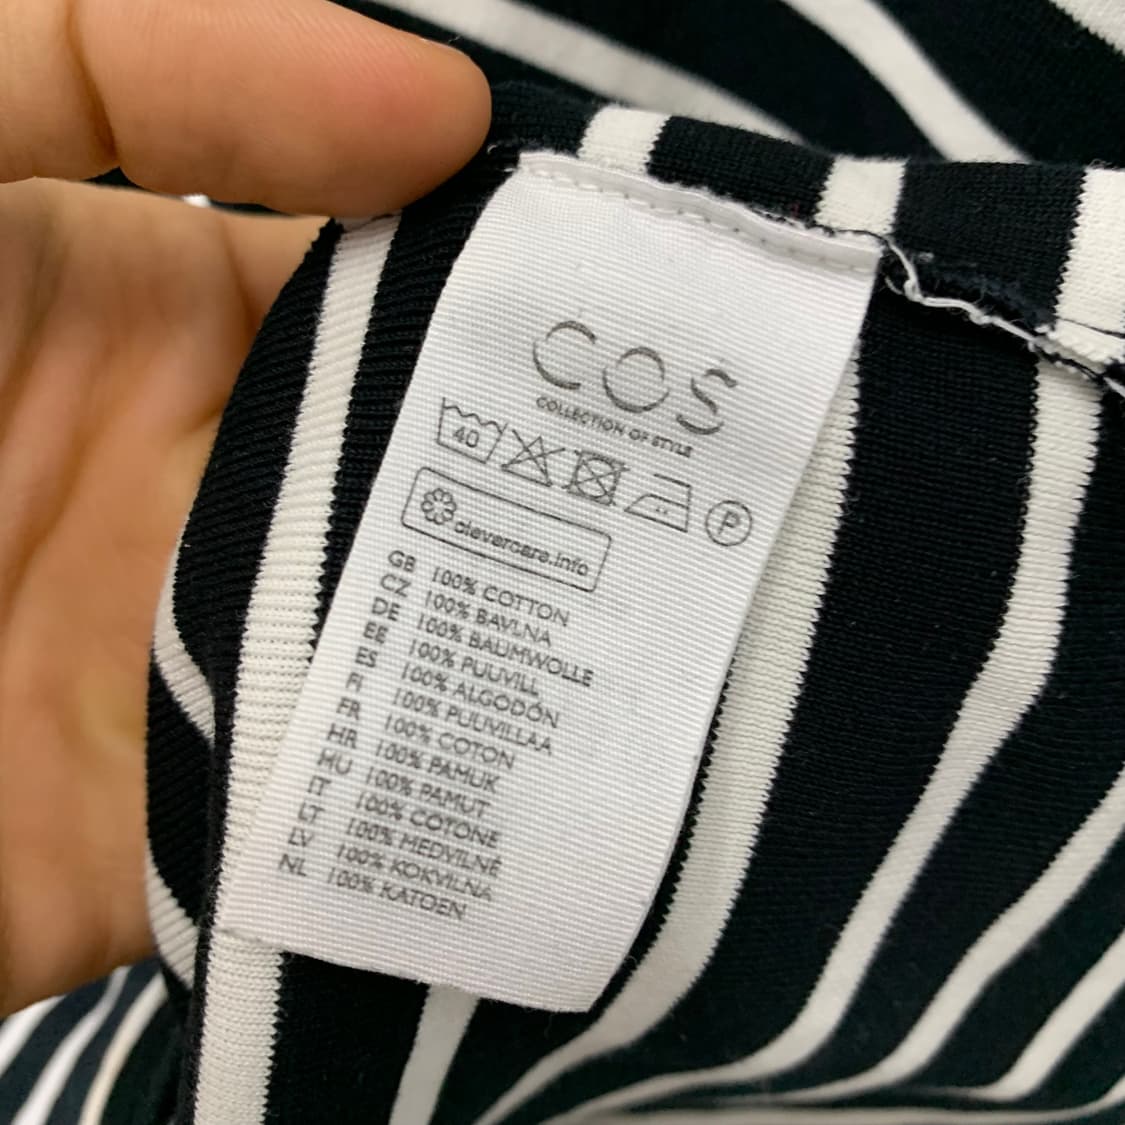 COS
COLLECTION OF STYLE
40 P
clevercare.info
GB 100% COTTON
CZ 100% BAVLNA
DE 100% BAUMWOLLE
EE 100% PUUVILL
ES 100% ALGODÓN
FI 100% PUUVILLAA
FR 100% COTON
HR 100% PAMUK
HU 100% PAMUT
IT 100% COTONE
LT 100% MEDVILNĖ
LV 100% KOKVILNA
NL 100% KATOEN